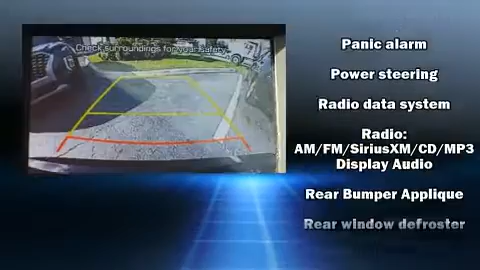 Check surroundings for your safety.
Panic alarm
Power steering
Radio data system
Radio:
AM/FM/SiriusXM/CD/MP3
Display Audio
Rear Bumper Applique
Rear window defroster